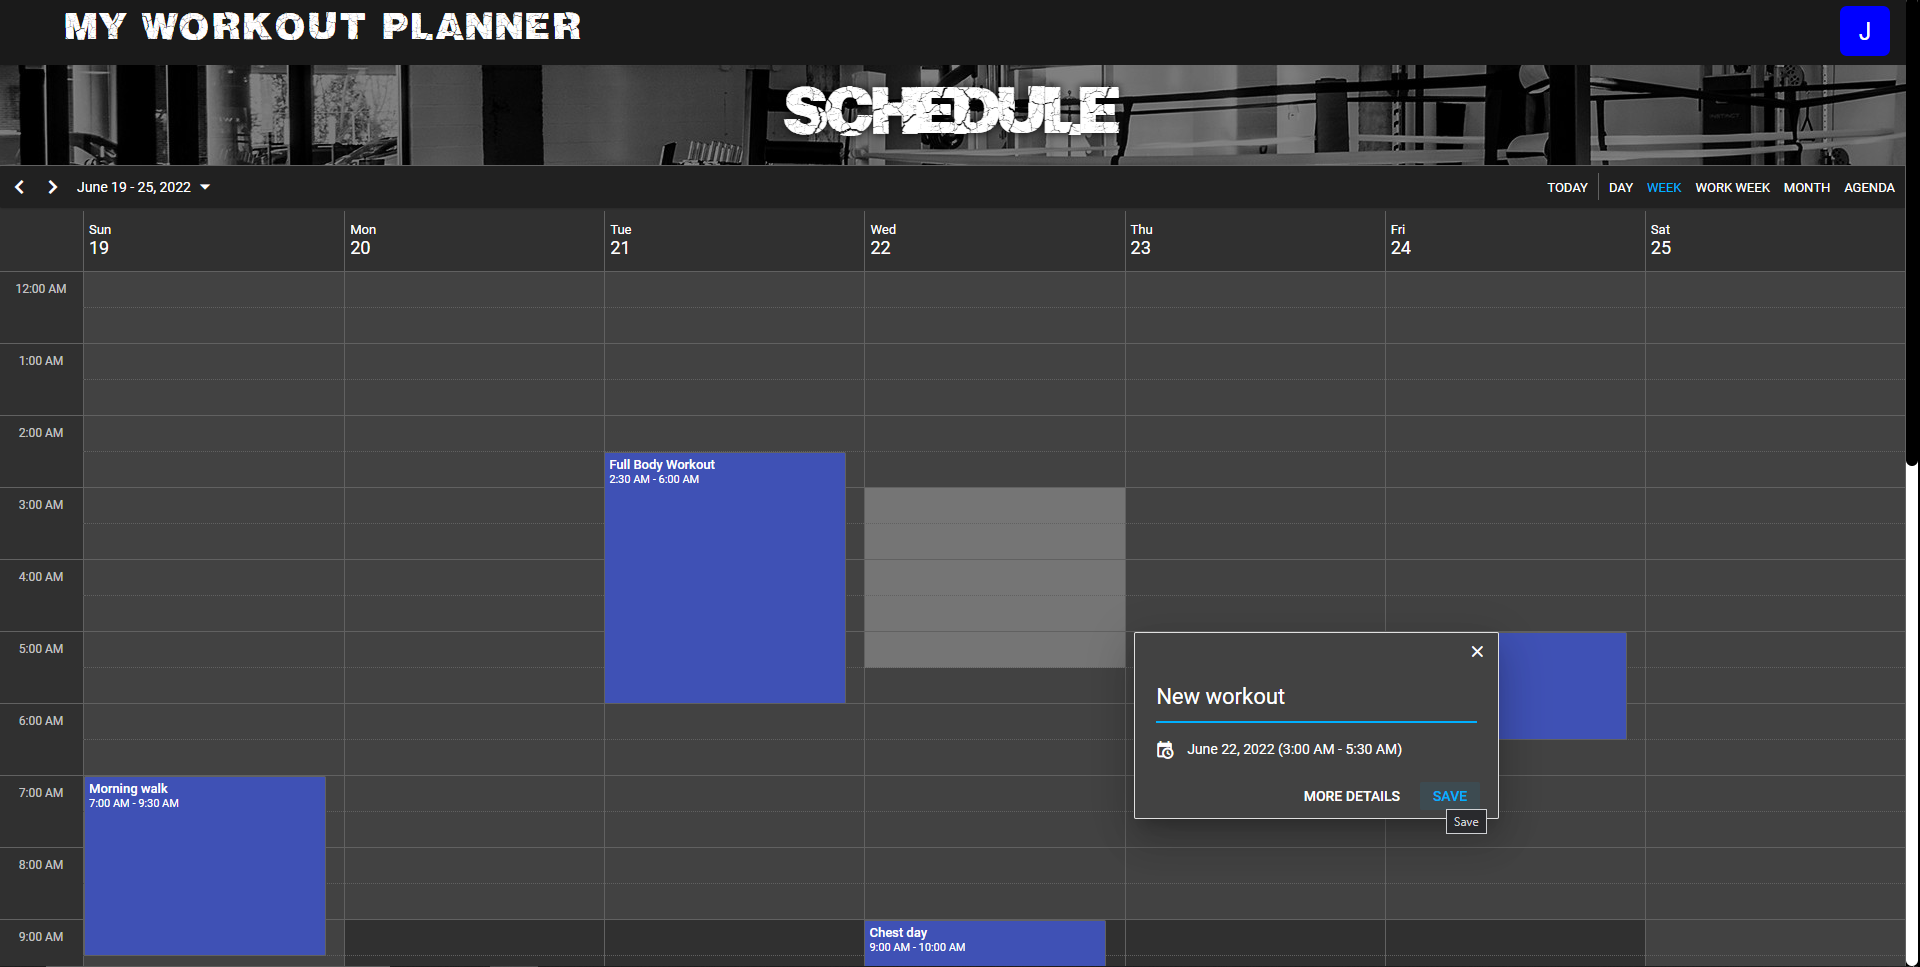 MY WORKOUT PLANNER
J
SCHEDULE
June 19 - 25, 2022
TODAY
DAY
WEEK
WORK WEEK
MONTH
AGENDA
Sun
19
Mon
20
Tue
21
Wed
22
Thu
23
Fri
24
Sat
25
12:00 AM
1:00 AM
2:00 AM
3:00 AM
4:00 AM
5:00 AM
6:00 AM
7:00 AM
8:00 AM
9:00 AM
Full Body Workout
2:30 AM - 6:00 AM
Morning walk
7:00 AM - 9:30 AM
Chest day
9:00 AM - 10:00 AM
New workout
June 22, 2022 (3:00 AM - 5:30 AM)
MORE DETAILS
SAVE
Save